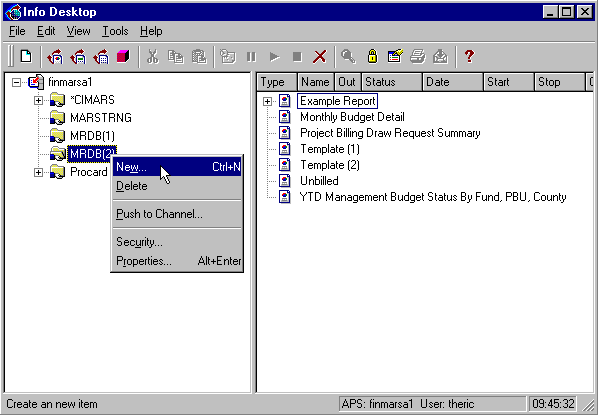 Info Desktop
File Edit View Tools Help
finmarsa1
*CIMARS
MARSTRNG
MRDB(1)
MRDB(2)
Procard
New... Ctrl+N
Delete
Push to Channel...
Security...
Properties... Alt+Enter
Type Name Out Status Date Start Stop
Example Report
Monthly Budget Detail
Project Billing Draw Request Summary
Template (1)
Template (2)
Unbilled
YTD Management Budget Status By Fund, PBU, County
Create an new item APS: finmarsa1 User: theric 09:45:32